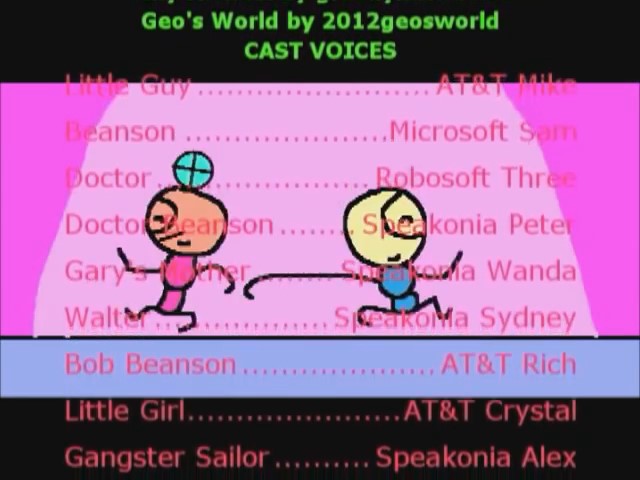 Geo's World by 2012geosworld
CAST VOICES
Little Guy ...................... AT&T Mike
Beanson ...................Microsoft Sam
Doctor .................... Robosoft Three
Doctor Beanson ....... Speakonia Peter
Gary's Mother ........ Speakonia Wanda
Walter ................. Speakonia Sydney
Bob Beanson ................... AT&T Rich
Little Girl.....................AT&T Crystal
Gangster Sailor ......... Speakonia Alex